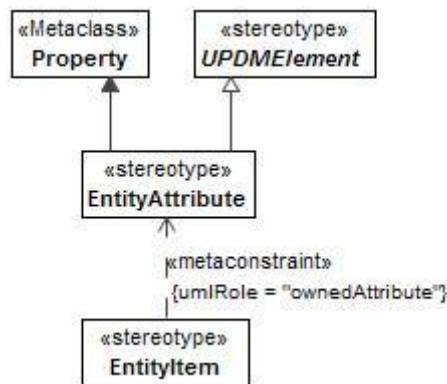 «Metaclass»
Property
«stereotype»
UPDMElement
«stereotype»
EntityAttribute
«metaconstraint»
{umlRole = "ownedAttribute"}
«stereotype»
EntityItem